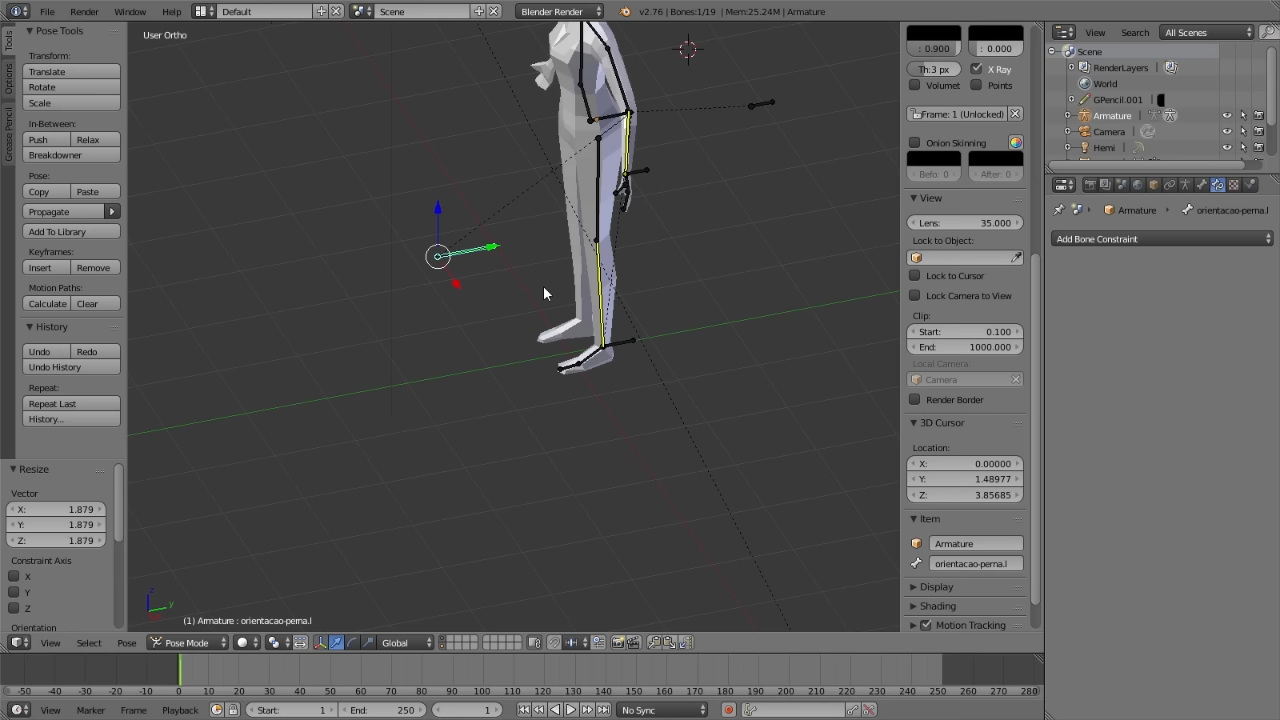 File Render Window Help Default Scene Blender Render v2.76 | Bones:1/19 | Mem:25.24M | Armature
View Search All Scenes
Tools
Options
Grease Pencil
Pose Tools
Transform:
Translate
Rotate
Scale
In-Between:
Push Relax
Breakdowner
Pose:
Copy Paste
Propagate
Add To Library
Keyframes:
Insert Remove
Motion Paths:
Calculate Clear
History
Undo Redo
Undo History
Repeat:
Repeat Last
History...
Resize
Vector
X: 1.879
Y: 1.879
Z: 1.879
Constraint Axis
X
Y
Z
Orientation
User Ortho
z
y
(1) Armature : orientacao-perna.l
: 0.900 : 0.000
Th:3 px X Ray
Volumet Points
Frame: 1 (Unlocked)
Onion Skinning
Befo: 0 After: 0
View
Lens: 35.000
Lock to Object:
Lock to Cursor
Lock Camera to View
Clip:
Start: 0.100
End: 1000.000
Local Camera
Camera
Render Border
3D Cursor
Location:
X: 0.00000
Y: 1.48977
Z: 3.85685
Item
Armature
orientacao-perna.l
Display
Shading
Motion Tracking
Scene
RenderLayers
World
GPencil.001
Armature
Camera
Hemi
Armature orientacao-perna.l
Add Bone Constraint
View Select Pose Pose Mode Global
-50 -40 -30 -20 -10 0 10 20 30 40 50 60 70 80 90 100 110 120 130 140 150 160 170 180 190 200 210 220 230 240 250 260 270 280
View Marker Frame Playback Start: 1 End: 250 1 No Sync